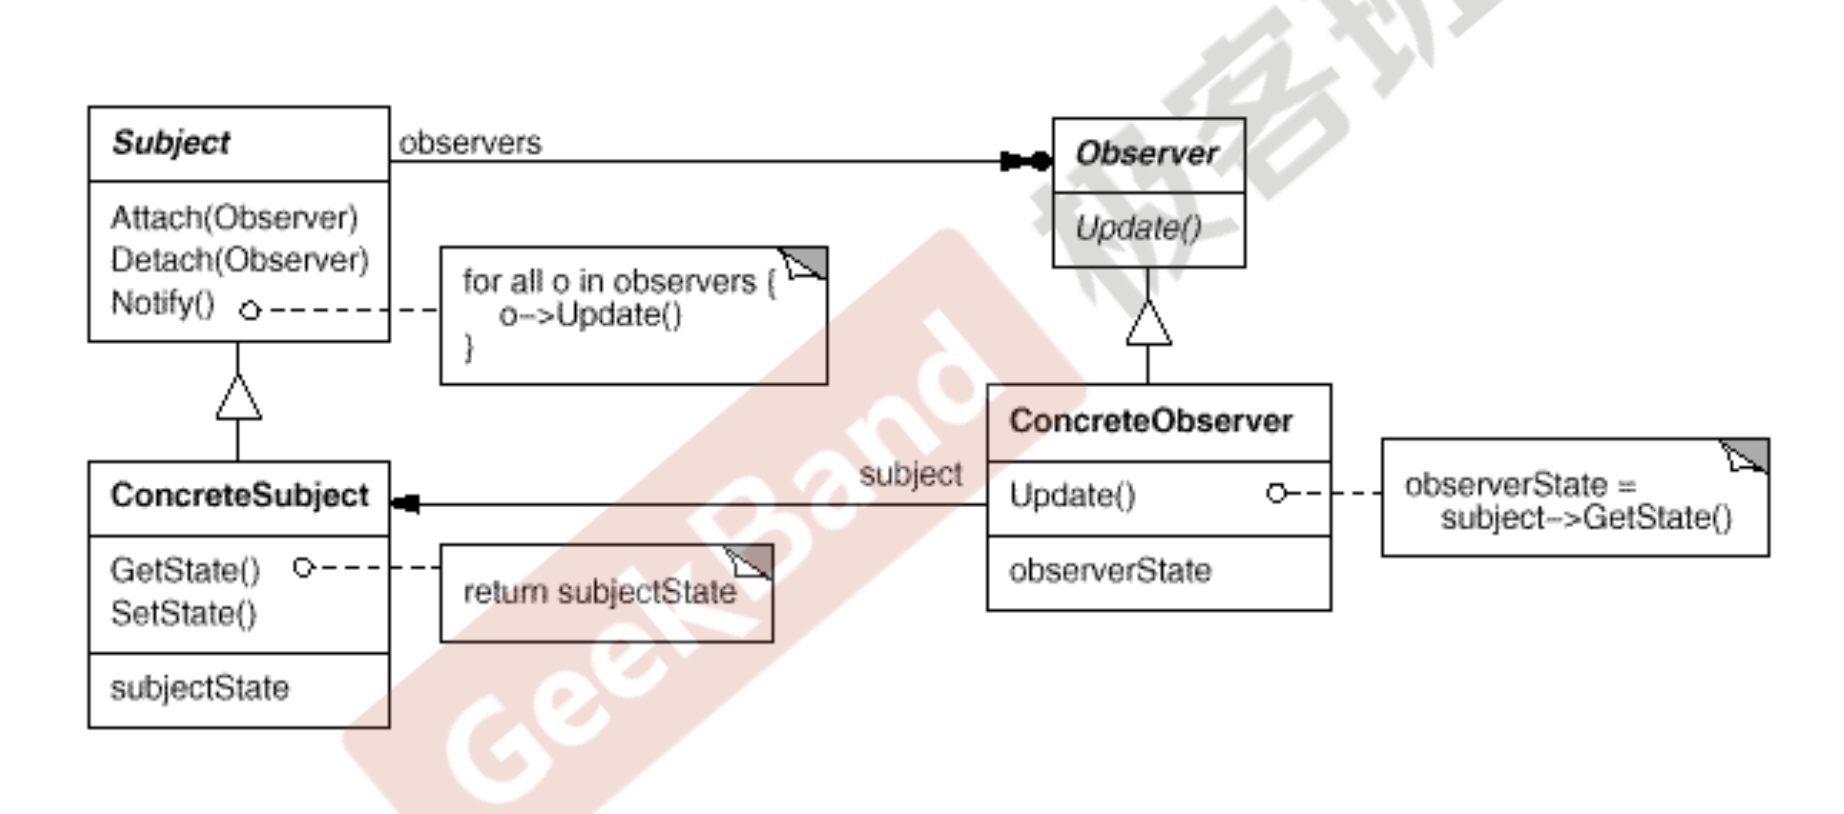 Subject
Attach(Observer)
Detach(Observer)
Notify()
observers
Observer
Update()
for all o in observers {
o->Update()
}
ConcreteSubject
GetState()
SetState()
subjectState
return subjectState
subject
ConcreteObserver
Update()
observerState
observerState =
subject->GetState()
GeekBand
极客班